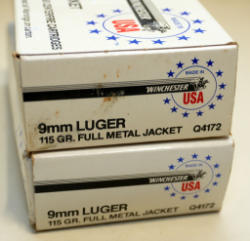 MADE IN
WINCHESTER
USA
9mm LUGER
115 GR. FULL METAL JACKET Q4172
MADE IN
WINCHESTER
USA
9mm LUGER
115 GR. FULL METAL JACKET Q4172